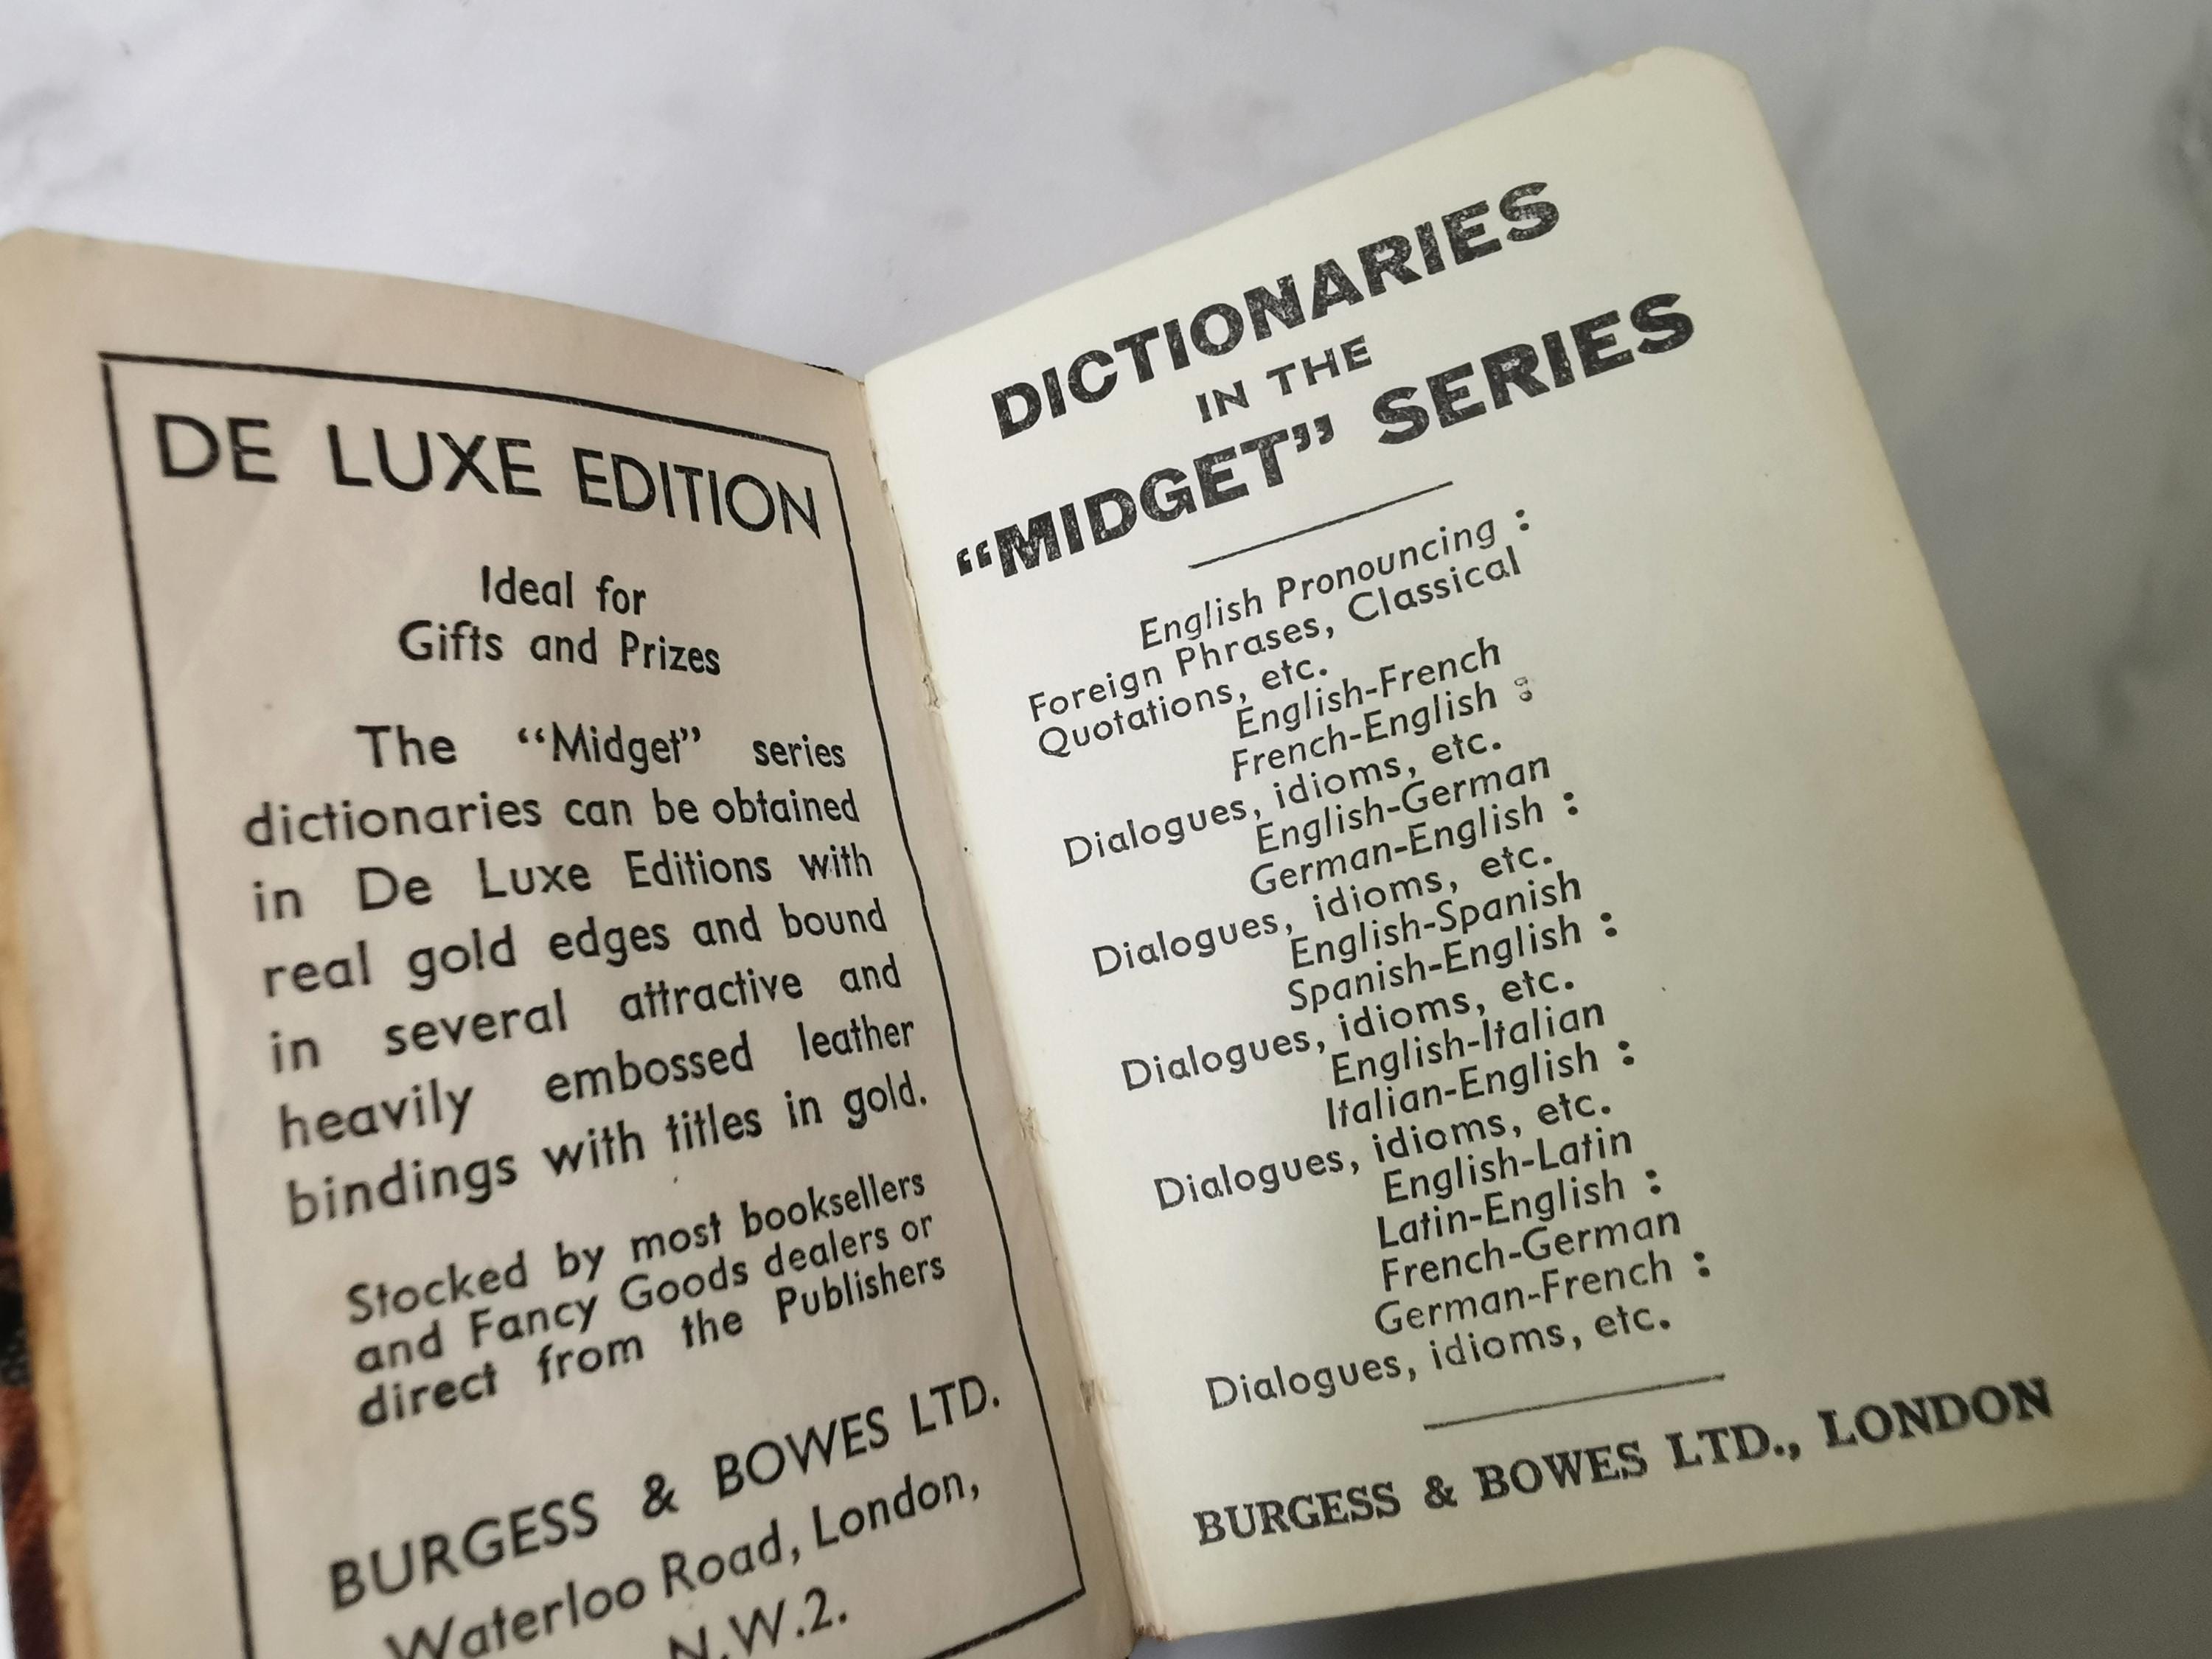 DE LUXE EDITION
Ideal for
Gifts and Prizes
The “Midget” series
dictionaries can be obtained
in De Luxe Editions with
real gold edges and bound
in several attractive and
heavily embossed leather
bindings with titles in gold.
Stocked by most booksellers
and Fancy Goods dealers or
direct from the Publishers
BURGESS & BOWES LTD.
Waterloo Road, London,
N.W.2.
DICTIONARIES
IN THE
“MIDGET” SERIES
English Pronouncing :
Foreign Phrases, Classical
Quotations, etc.
English-French
French-English :
Dialogues, idioms, etc.
English-German
German-English :
Dialogues, idioms, etc.
English-Spanish
Spanish-English :
Dialogues, idioms, etc.
English-Italian
Italian-English :
Dialogues, idioms, etc.
English-Latin
Latin-English :
French-German
German-French :
Dialogues, idioms, etc.
BURGESS & BOWES LTD., LONDON